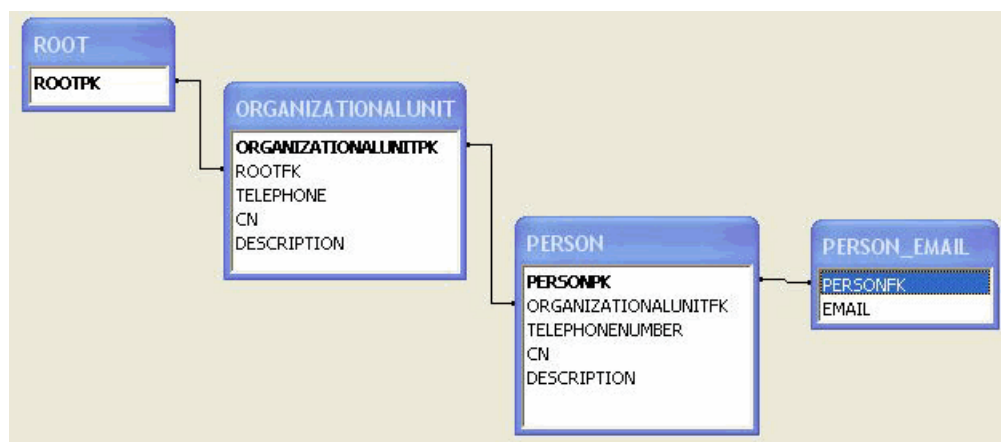 ROOT
ROOTPK
ORGANIZATIONALUNIT
ORGANIZATIONALUNITPK
ROOTFK
TELEPHONE
CN
DESCRIPTION
PERSON
PERSONPK
ORGANIZATIONALUNITFK
TELEPHONENUMBER
CN
DESCRIPTION
PERSON_EMAIL
PERSONFK
EMAIL